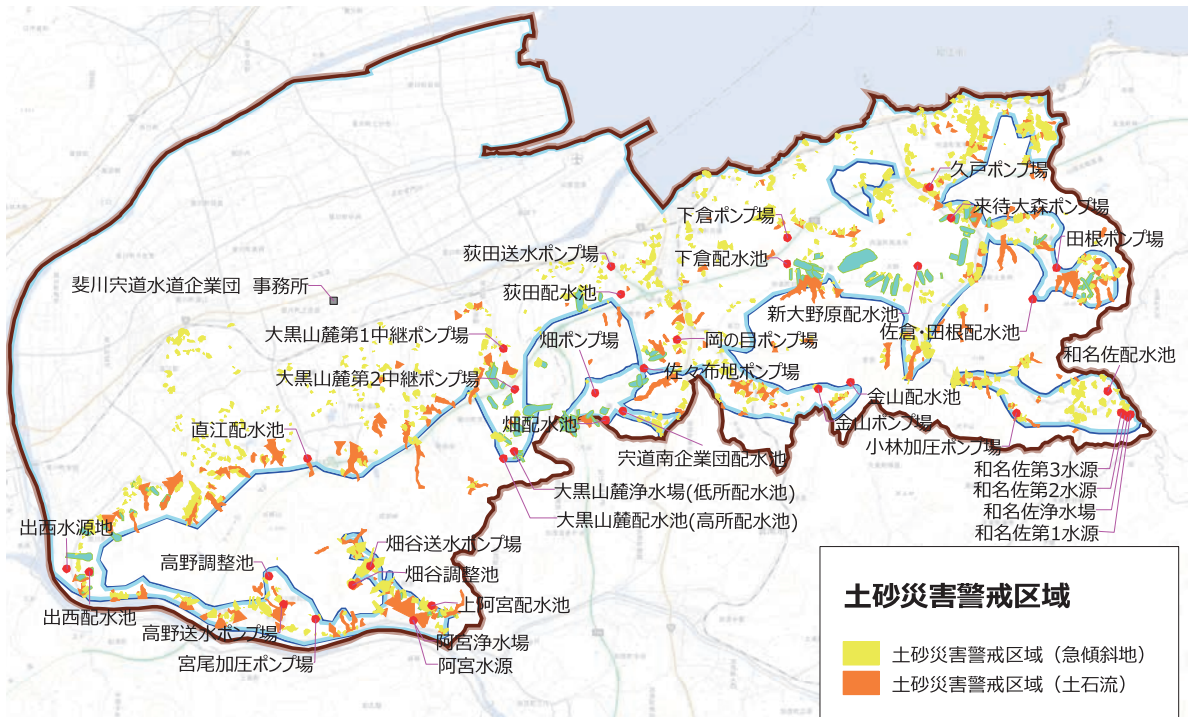 久戸ポンプ場
来待大森ポンプ場
下倉ポンプ場
田根ポンプ場
荻田送水ポンプ場
下倉配水池
斐川宍道水道企業団 事務所
荻田配水池
新大野原配水池
佐倉・田根配水池
大黒山麓第1中継ポンプ場
畑ポンプ場
岡の目ポンプ場
和名佐配水池
大黒山麓第2中継ポンプ場
佐々布旭ポンプ場
金山配水池
直江配水池
畑配水池
金山ポンプ場
小林加圧ポンプ場
宍道南企業団配水池
和名佐第3水源
大黒山麓浄水場(低所配水池)
和名佐第2水源
和名佐浄水場
大黒山麓配水池(高所配水池)
出西水源地
和名佐第1水源
畑谷送水ポンプ場
高野調整池
畑谷調整池
上阿宮配水池
出西配水池
高野送水ポンプ場
阿宮浄水場
宮尾加圧ポンプ場
阿宮水源
土砂災害警戒区域
土砂災害警戒区域（急傾斜地）
土砂災害警戒区域（土石流）